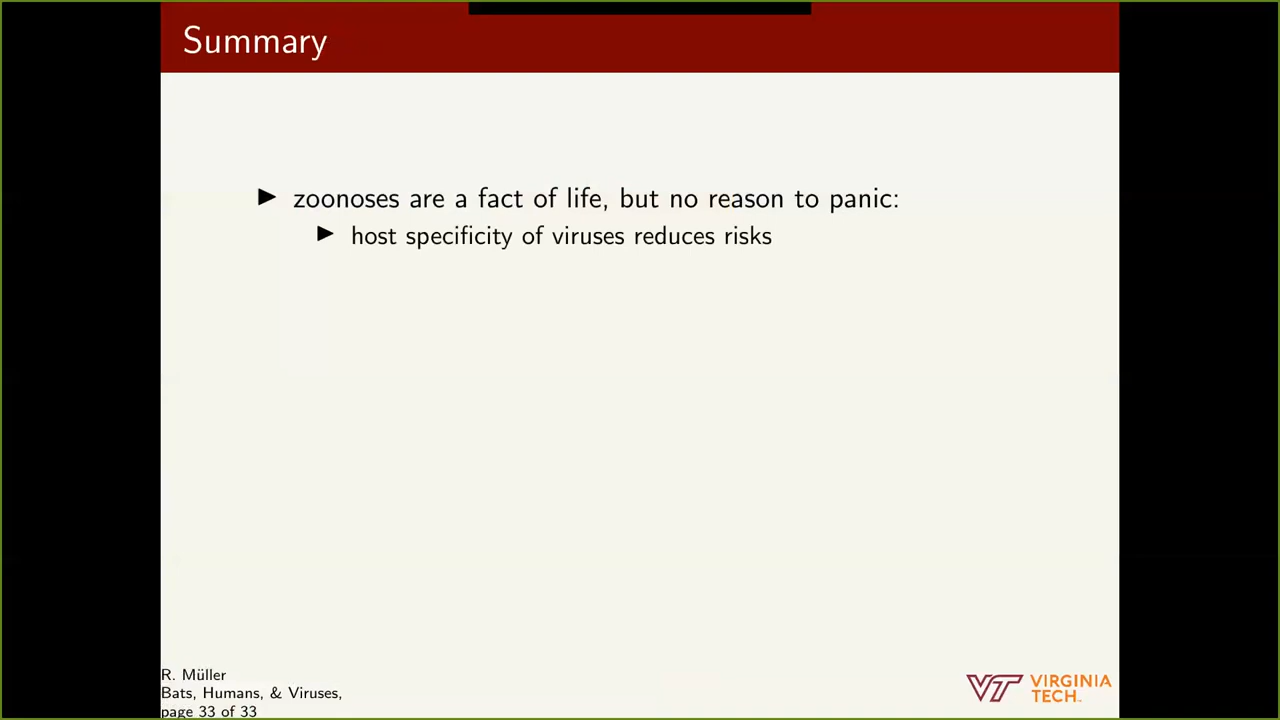 Summary
▶ zoonoses are a fact of life, but no reason to panic:
▶ host specificity of viruses reduces risks
R. Müller
Bats, Humans, & Viruses,
page 33 of 33
VT VIRGINIA
TECH™